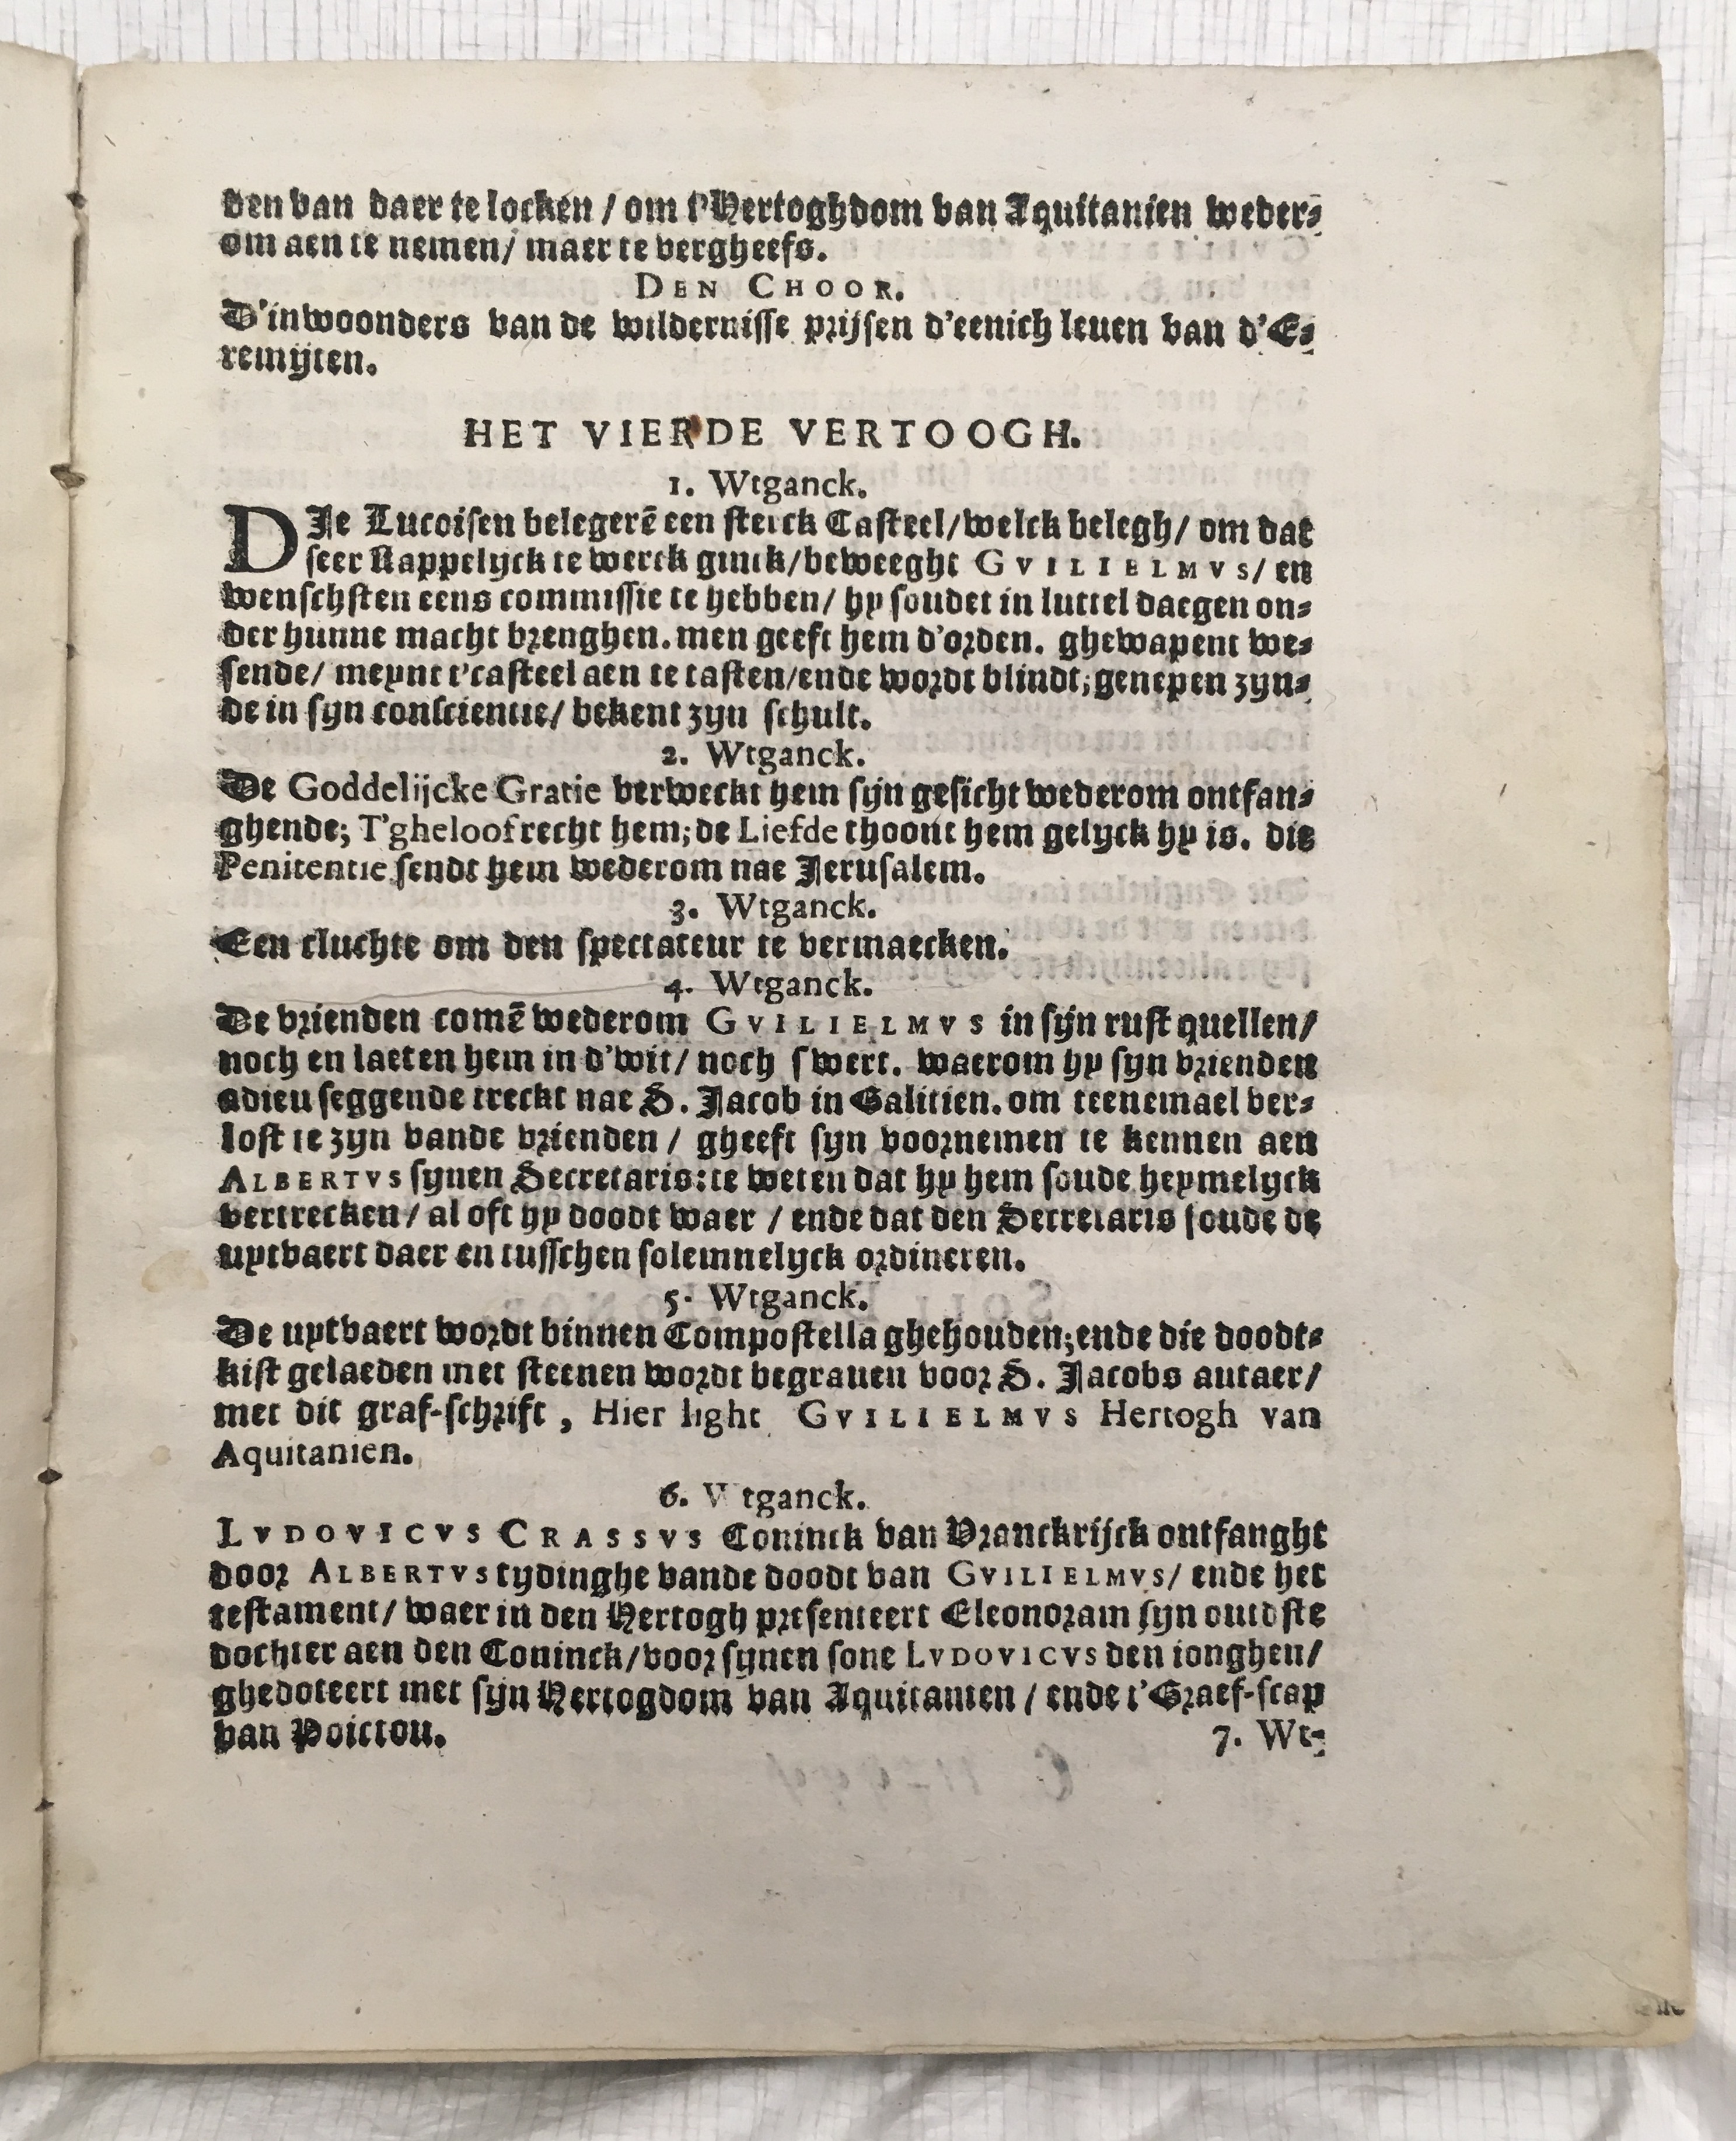 den van daer te locken / om t'Hertoghdom van Aquitanien weder-
om aen te nemen / maer te vergheefs.
DEN CHOOR.
D'inwoonders van de wildernisse prijsen d'eenich leuen van d'E-
remijten.
HET VIERDE VERTOOGH.
1. Wtganck.
DIe Lucoisen belegerē een sterck Casteel / welck belegh / om dat
seer slappelyck te werck ginck / beweeght GVILIELMVS / en
wenschsten eens commissie te hebben / hy soudet in luttel daegen on-
der hunne macht brenghen. men geeft hem d'orden. ghewapent we-
sende / meynt t'casteel aen te tasten / ende wordt blindt; genepen zyn-
de in syn conscientie / bekent zyn schult.
2. Wtganck.
De Goddelijcke Gratie verweckt hem sijn gesicht wederom ontfan-
ghende; T'gheloof recht hem; de Liefde thoont hem gelyck hy is. die
Penitentie sendt hem wederom nae Jerusalem.
3. Wtganck.
Een cluchte om den spectateur te vermaecken.
4. Wtganck.
De vrienden comē wederom GVILIELMVS in sijn rust quellen /
noch en laeten hem in d'wit / noch swert. waerom hy syn vrienden
adieu seggende treckt nae S. Jacob in Galitien. om teenemael ver-
lost te zyn vande vrienden / gheeft syn voornemen te kennen aen
ALBERTVS synen Secretaris: te weten dat hy hem soude heymelyck
vertrecken / al oft hy doodt waer / ende dat den Secretaris soude de
uytvaert daer en tusschen solemnelyck ordineren.
5. Wtganck.
De uytvaert wordt binnen Compostella ghehouden; ende die doodt-
kist gelaeden met steenen wordt begrauen voor S. Jacobs autaer /
met dit graf-schrift, Hier light GVILIELMVS Hertogh van
Aquitanien.
6. Wtganck.
LVDOVICVS CRASSVS Coninck van Vranckrijck ontfanght
door ALBERTVS tydinghe vande doodt van GVILIELMVS / ende het
testament / waer in den Hertogh presenteert Eleonoram syn outdste
dochter aen den Coninck / voor synen sone LVDOVICVS den ionghen /
ghedoteert met sijn Hertogdom van Aquitanien / ende t'Graef-scap
van Poictou.
7. Wt-